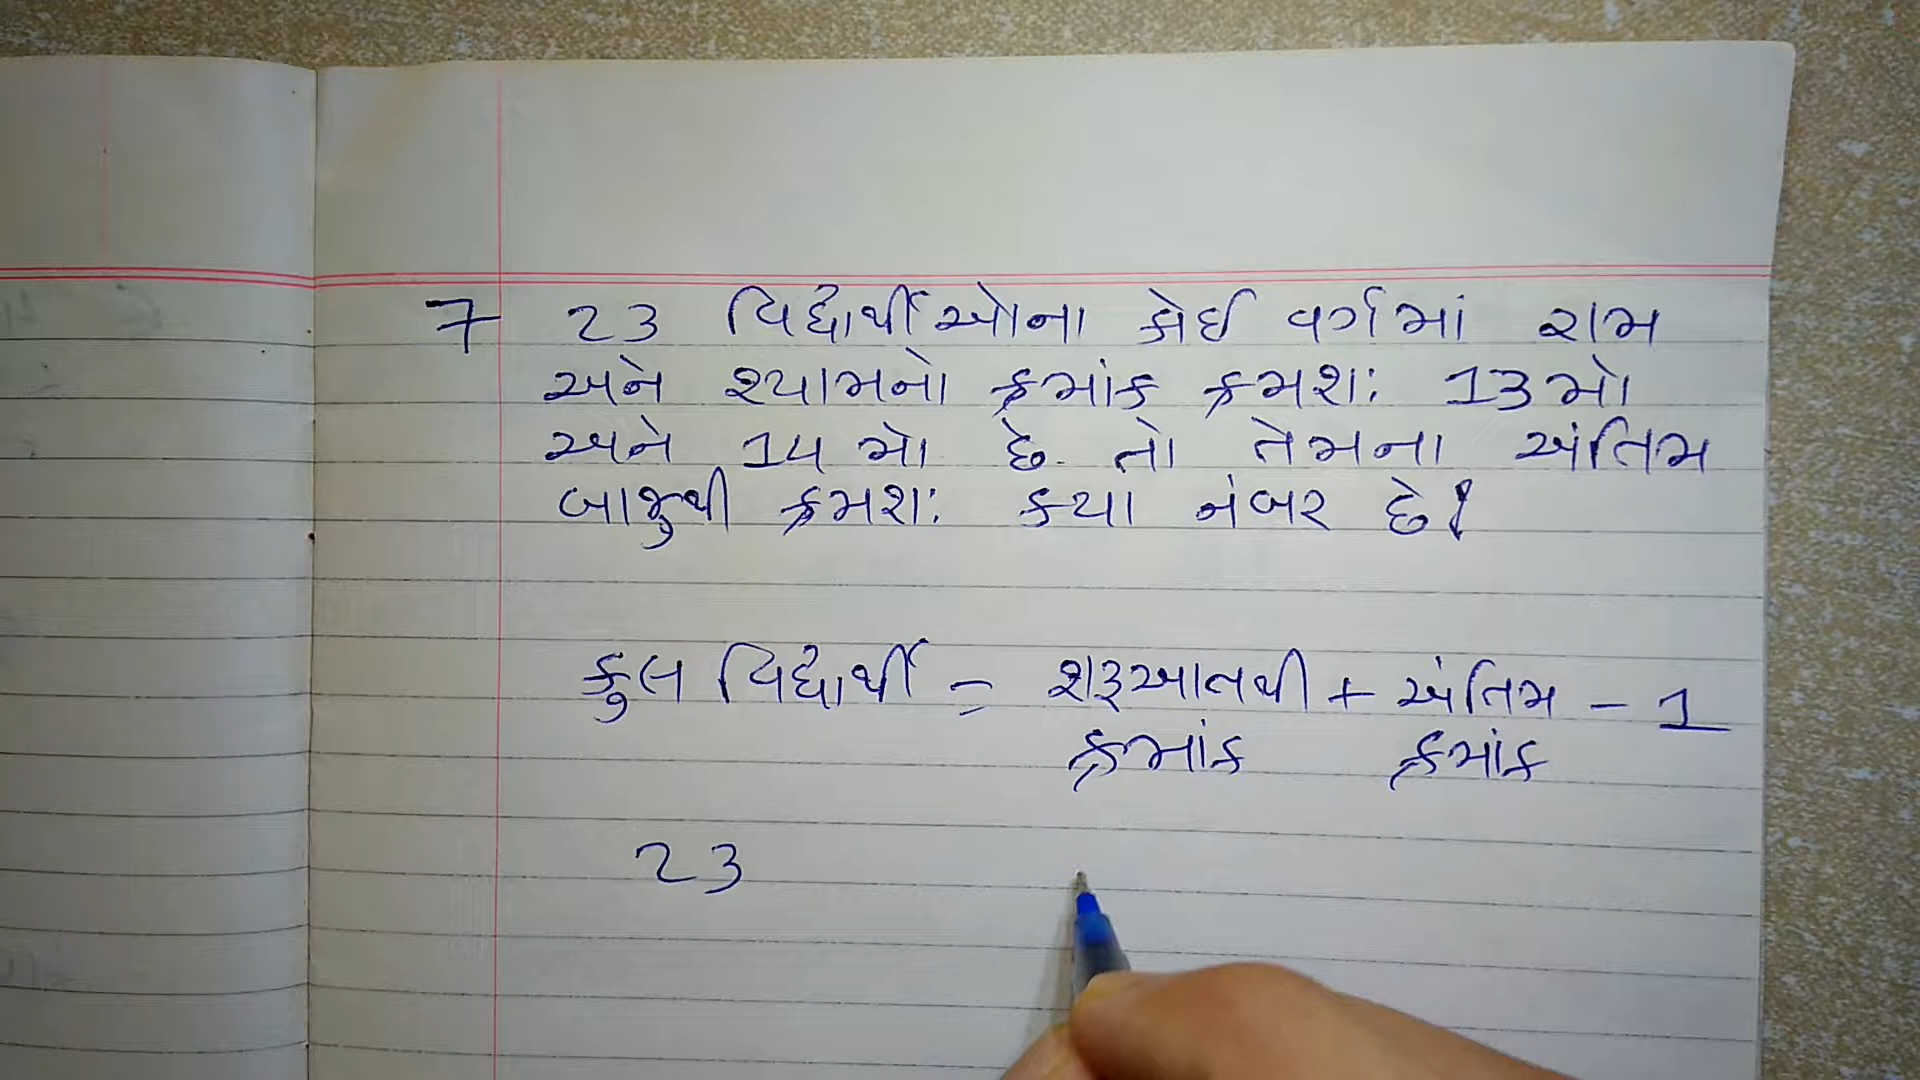 7 23 વિદ્યાર્થીઓના કોઈ વર્ગમાં રામ
અને શ્યામનો ક્રમાંક ક્રમશઃ 13મો
અને 14 મો છે. તો તેમના અંતિમ
બાજુથી ક્રમશઃ કયા નંબર છે?
કુલ વિદ્યાર્થી = શરૂઆતથી + અંતિમ - 1
ક્રમાંક ક્રમાંક
23